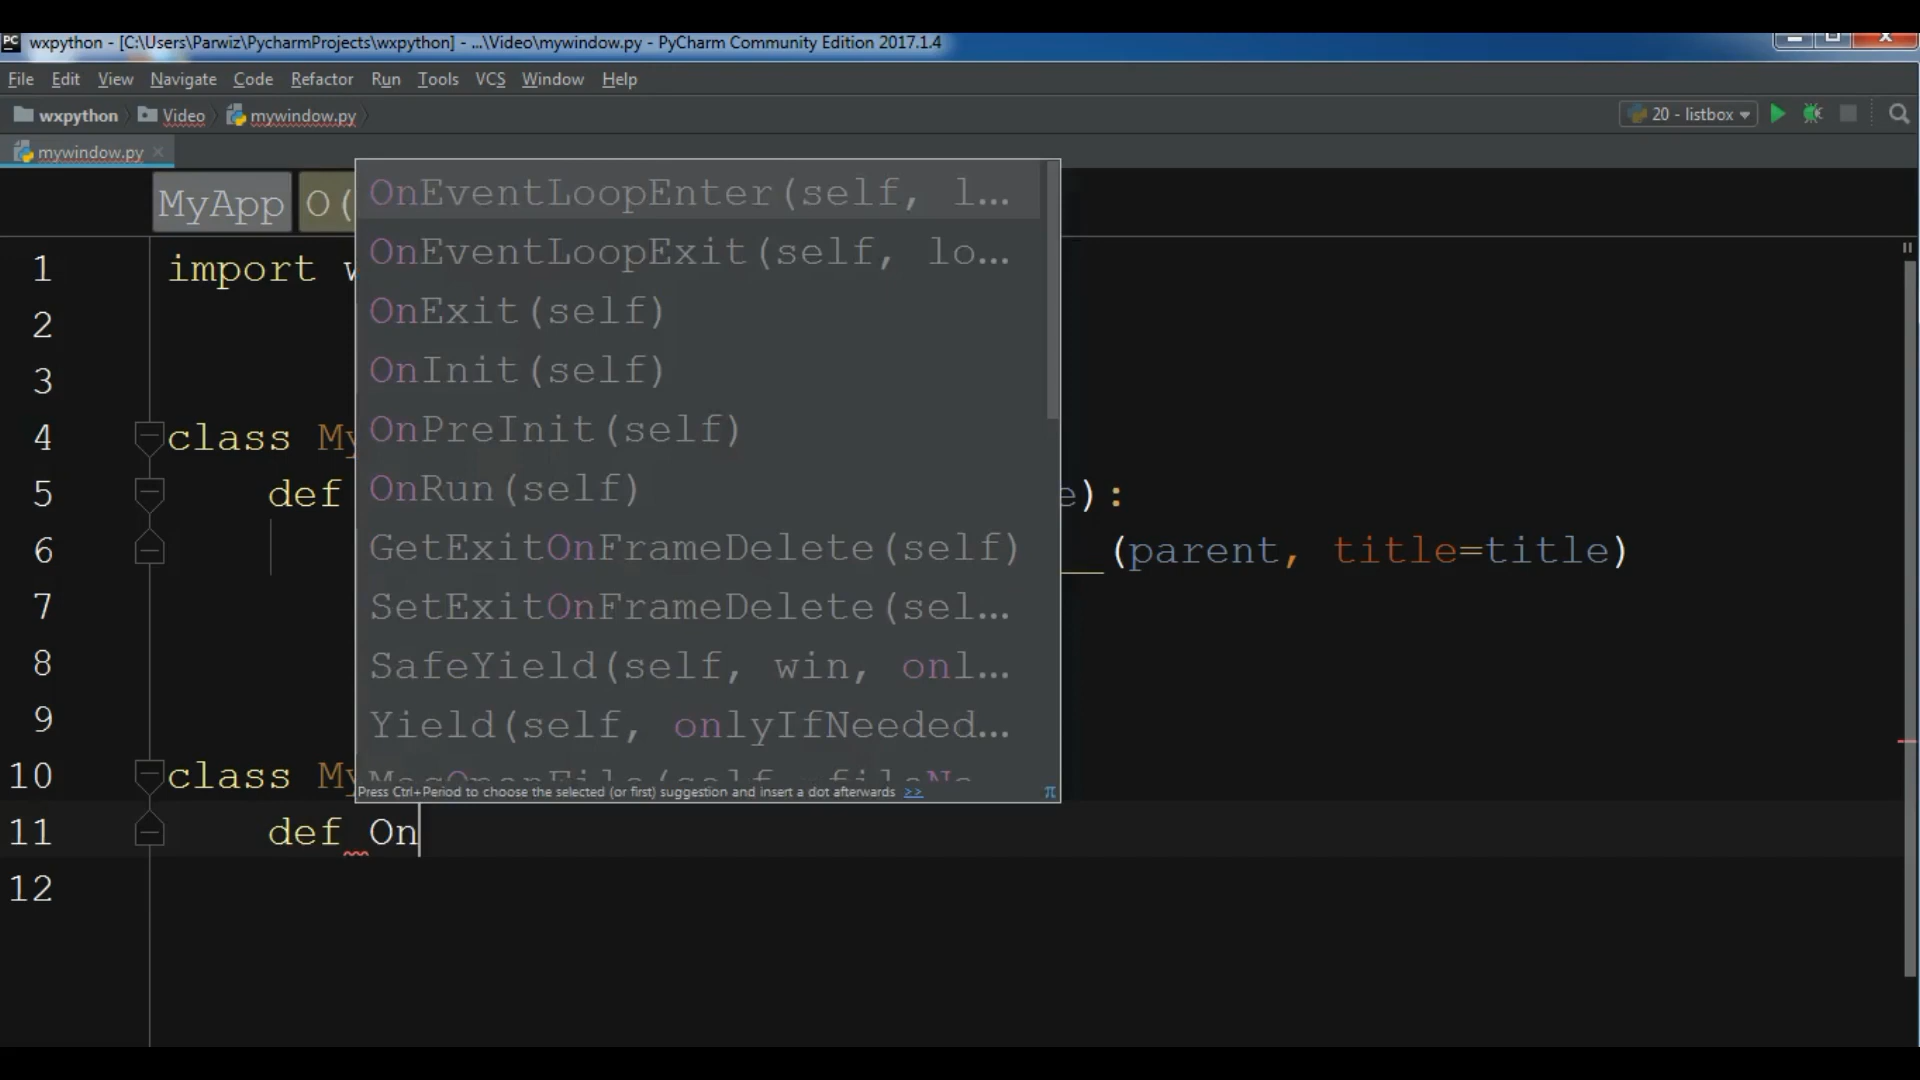 PC wxpython - [C:\Users\Parwiz\PycharmProjects\wxpython] - ...\Video\mywindow.py - PyCharm Community Edition 2017.1.4
File Edit View Navigate Code Refactor Run Tools VCS Window Help
wxpython Video mywindow.py 20 - listbox
mywindow.py
MyApp O(
OnEventLoopEnter(self, l...
OnEventLoopExit(self, lo...
OnExit(self)
OnInit(self)
OnPreInit(self)
OnRun(self)
GetExitOnFrameDelete(self)
SetExitOnFrameDelete(sel...
SafeYield(self, win, onl...
Yield(self, onlyIfNeeded...
Press Ctrl+Period to choose the selected (or first) suggestion and insert a dot afterwards >> π
1 import
2
3
4 class My
5 def e):
6 __(parent, title=title)
7
8
9
10 class My
11 def On
12